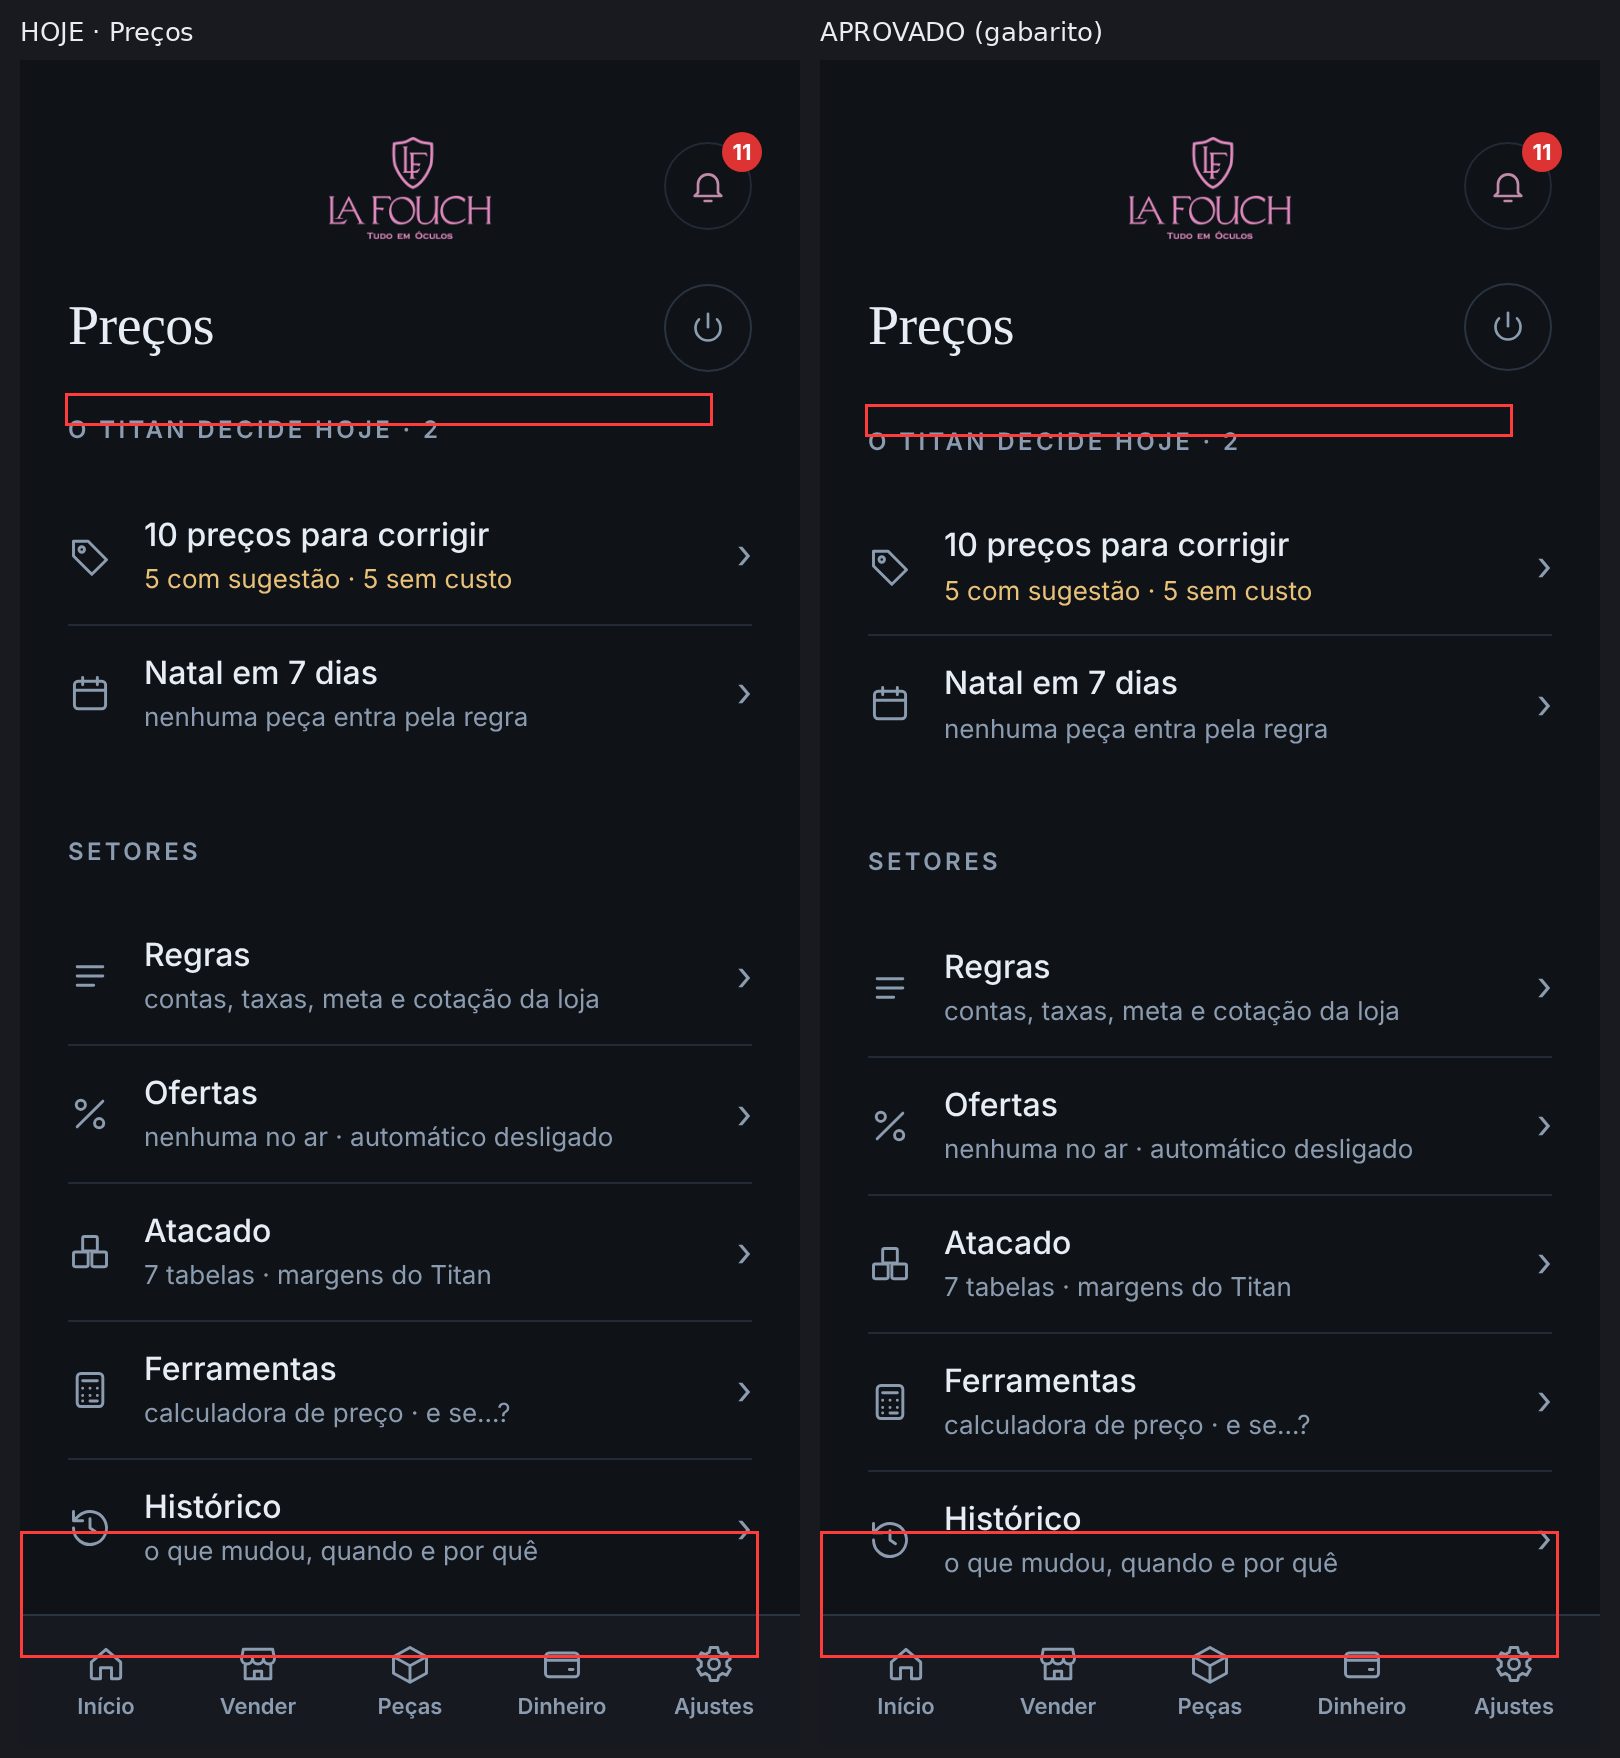 HOJE · Preços
LA FOUCH
TUDO EM ÓCULOS
11
Preços
O TITAN DECIDE HOJE · 2
10 preços para corrigir
5 com sugestão · 5 sem custo
Natal em 7 dias
nenhuma peça entra pela regra
SETORES
Regras
contas, taxas, meta e cotação da loja
Ofertas
nenhuma no ar · automático desligado
Atacado
7 tabelas · margens do Titan
Ferramentas
calculadora de preço · e se...?
Histórico
o que mudou, quando e por quê
Início Vender Peças Dinheiro Ajustes
APROVADO (gabarito)
LA FOUCH
TUDO EM ÓCULOS
11
Preços
O TITAN DECIDE HOJE · 2
10 preços para corrigir
5 com sugestão · 5 sem custo
Natal em 7 dias
nenhuma peça entra pela regra
SETORES
Regras
contas, taxas, meta e cotação da loja
Ofertas
nenhuma no ar · automático desligado
Atacado
7 tabelas · margens do Titan
Ferramentas
calculadora de preço · e se...?
Histórico
o que mudou, quando e por quê
Início Vender Peças Dinheiro Ajustes